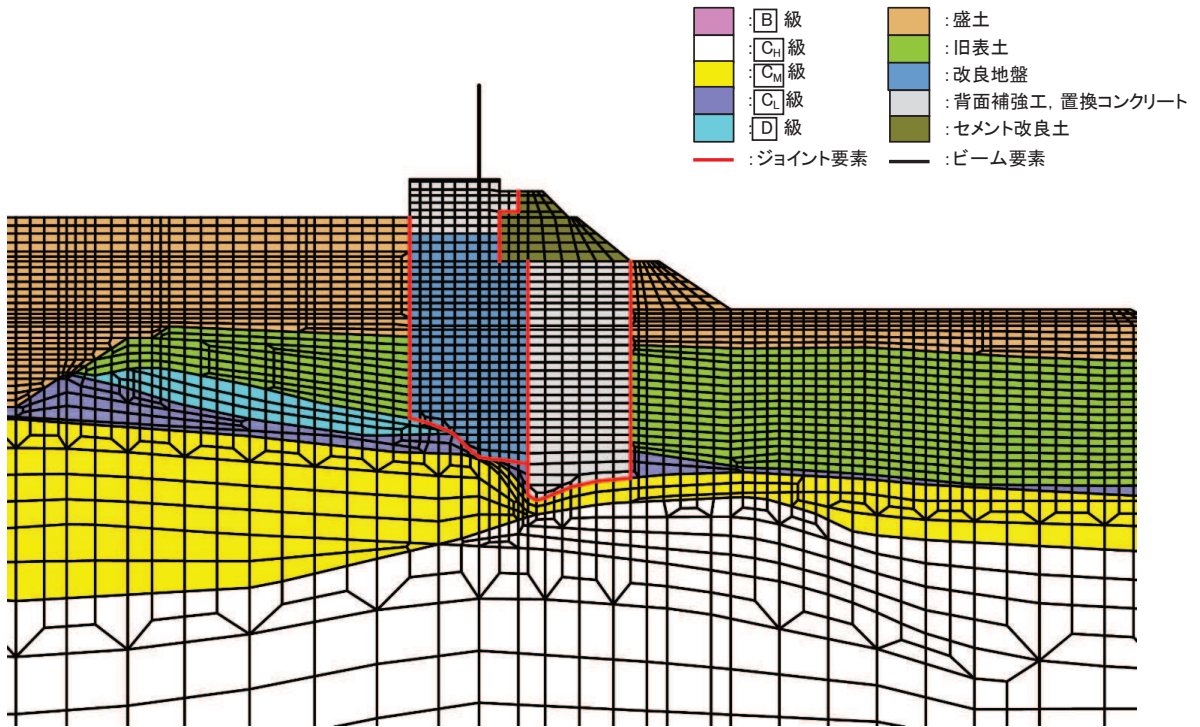 :B 級
:CH 級
:CM 級
:CL 級
:D 級
:ジョイント要素
:盛土
:旧表土
:改良地盤
:背面補強工, 置換コンクリート
:セメント改良土
:ビーム要素